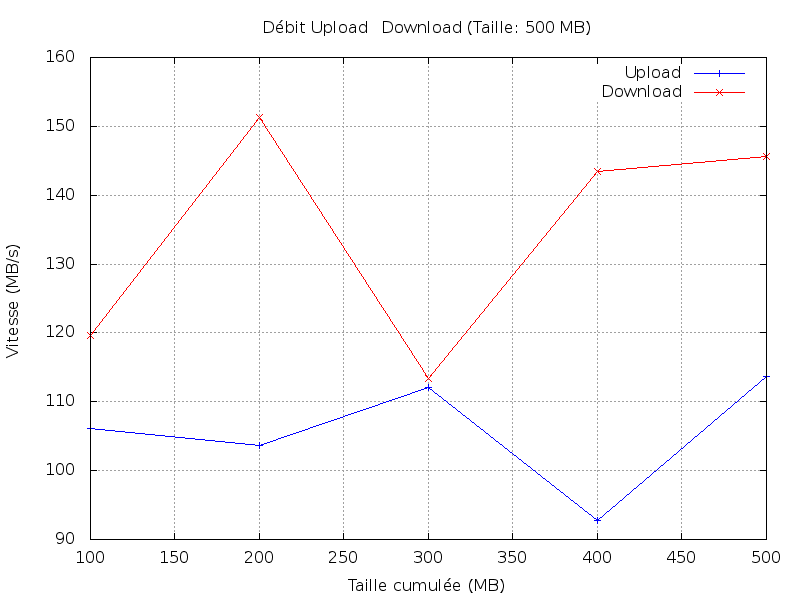 Débit Upload  Download (Taille: 500 MB)
Upload
Download
160
150
140
130
120
110
100
90
Vitesse (MB/s)
100 150 200 250 300 350 400 450 500
Taille cumulée (MB)